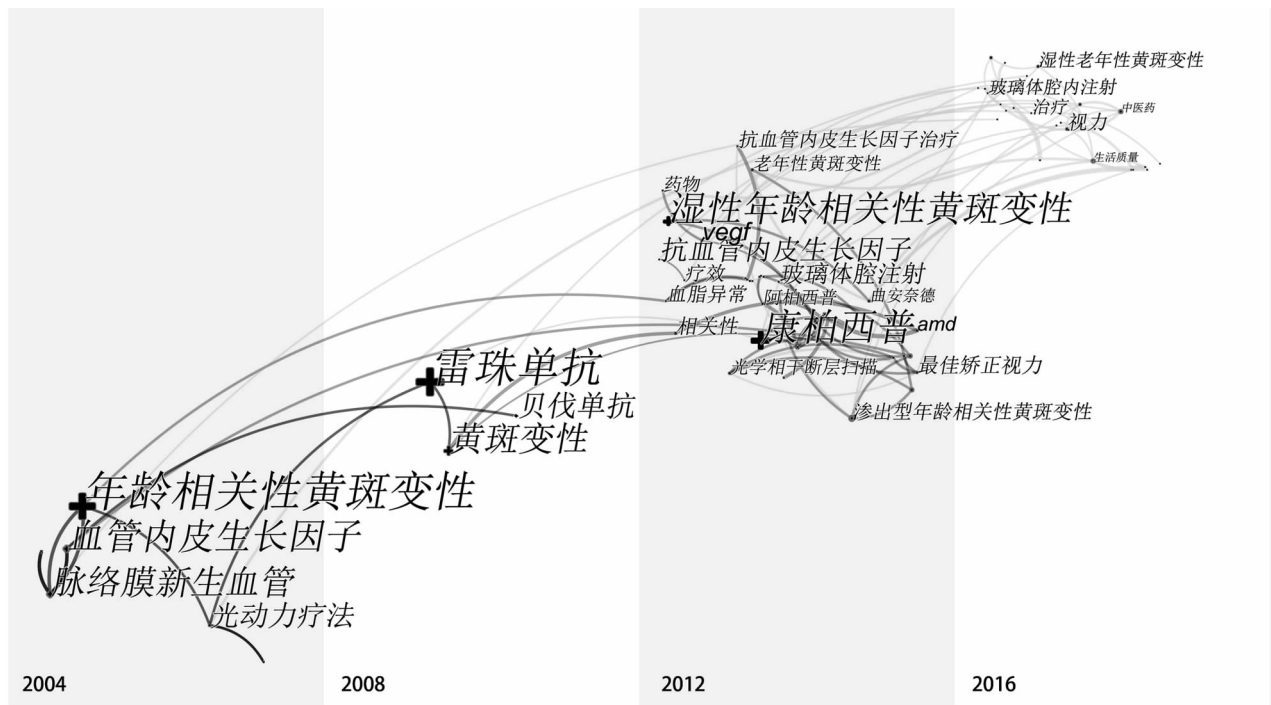 湿性老年性黄斑变性
玻璃体腔内注射
治疗
中医药
视力
抗血管内皮生长因子治疗
老年性黄斑变性
生活质量
药物
湿性年龄相关性黄斑变性
vegf
抗血管内皮生长因子
疗效
玻璃体腔注射
血脂异常
阿柏西普
曲安奈德
相关性
康柏西普
amd
光学相干断层扫描
最佳矫正视力
雷珠单抗
贝伐单抗
渗出型年龄相关性黄斑变性
黄斑变性
年龄相关性黄斑变性
血管内皮生长因子
脉络膜新生血管
光动力疗法
2004
2008
2012
2016